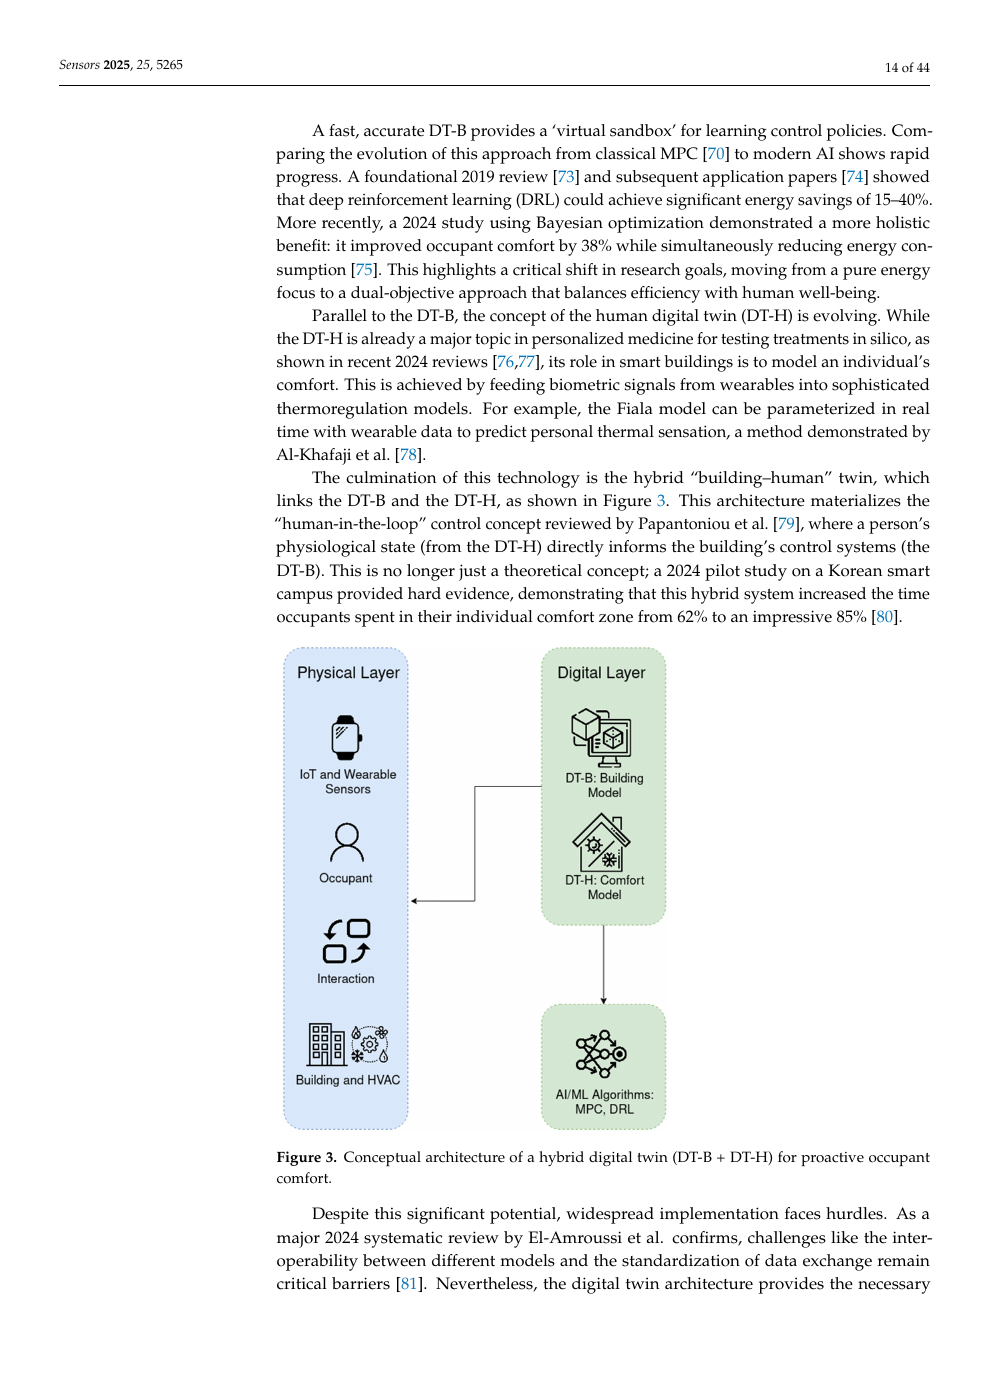 Sensors 2025, 25, 5265
14 of 44
A fast, accurate DT-B provides a ‘virtual sandbox’ for learning control policies. Com-
paring the evolution of this approach from classical MPC [70] to modern AI shows rapid
progress. A foundational 2019 review [73] and subsequent application papers [74] showed
that deep reinforcement learning (DRL) could achieve significant energy savings of 15–40%.
More recently, a 2024 study using Bayesian optimization demonstrated a more holistic
benefit: it improved occupant comfort by 38% while simultaneously reducing energy con-
sumption [75]. This highlights a critical shift in research goals, moving from a pure energy
focus to a dual-objective approach that balances efficiency with human well-being.
Parallel to the DT-B, the concept of the human digital twin (DT-H) is evolving. While
the DT-H is already a major topic in personalized medicine for testing treatments in silico, as
shown in recent 2024 reviews [76,77], its role in smart buildings is to model an individual’s
comfort. This is achieved by feeding biometric signals from wearables into sophisticated
thermoregulation models. For example, the Fiala model can be parameterized in real
time with wearable data to predict personal thermal sensation, a method demonstrated by
Al-Khafaji et al. [78].
The culmination of this technology is the hybrid “building–human” twin, which
links the DT-B and the DT-H, as shown in Figure 3. This architecture materializes the
“human-in-the-loop” control concept reviewed by Papantoniou et al. [79], where a person’s
physiological state (from the DT-H) directly informs the building’s control systems (the
DT-B). This is no longer just a theoretical concept; a 2024 pilot study on a Korean smart
campus provided hard evidence, demonstrating that this hybrid system increased the time
occupants spent in their individual comfort zone from 62% to an impressive 85% [80].
Physical Layer
IoT and Wearable
Sensors
Occupant
Interaction
Building and HVAC
Digital Layer
DT-B: Building
Model
DT-H: Comfort
Model
AI/ML Algorithms:
MPC, DRL
Figure 3. Conceptual architecture of a hybrid digital twin (DT-B + DT-H) for proactive occupant
comfort.
Despite this significant potential, widespread implementation faces hurdles. As a
major 2024 systematic review by El-Amroussi et al. confirms, challenges like the inter-
operability between different models and the standardization of data exchange remain
critical barriers [81]. Nevertheless, the digital twin architecture provides the necessary